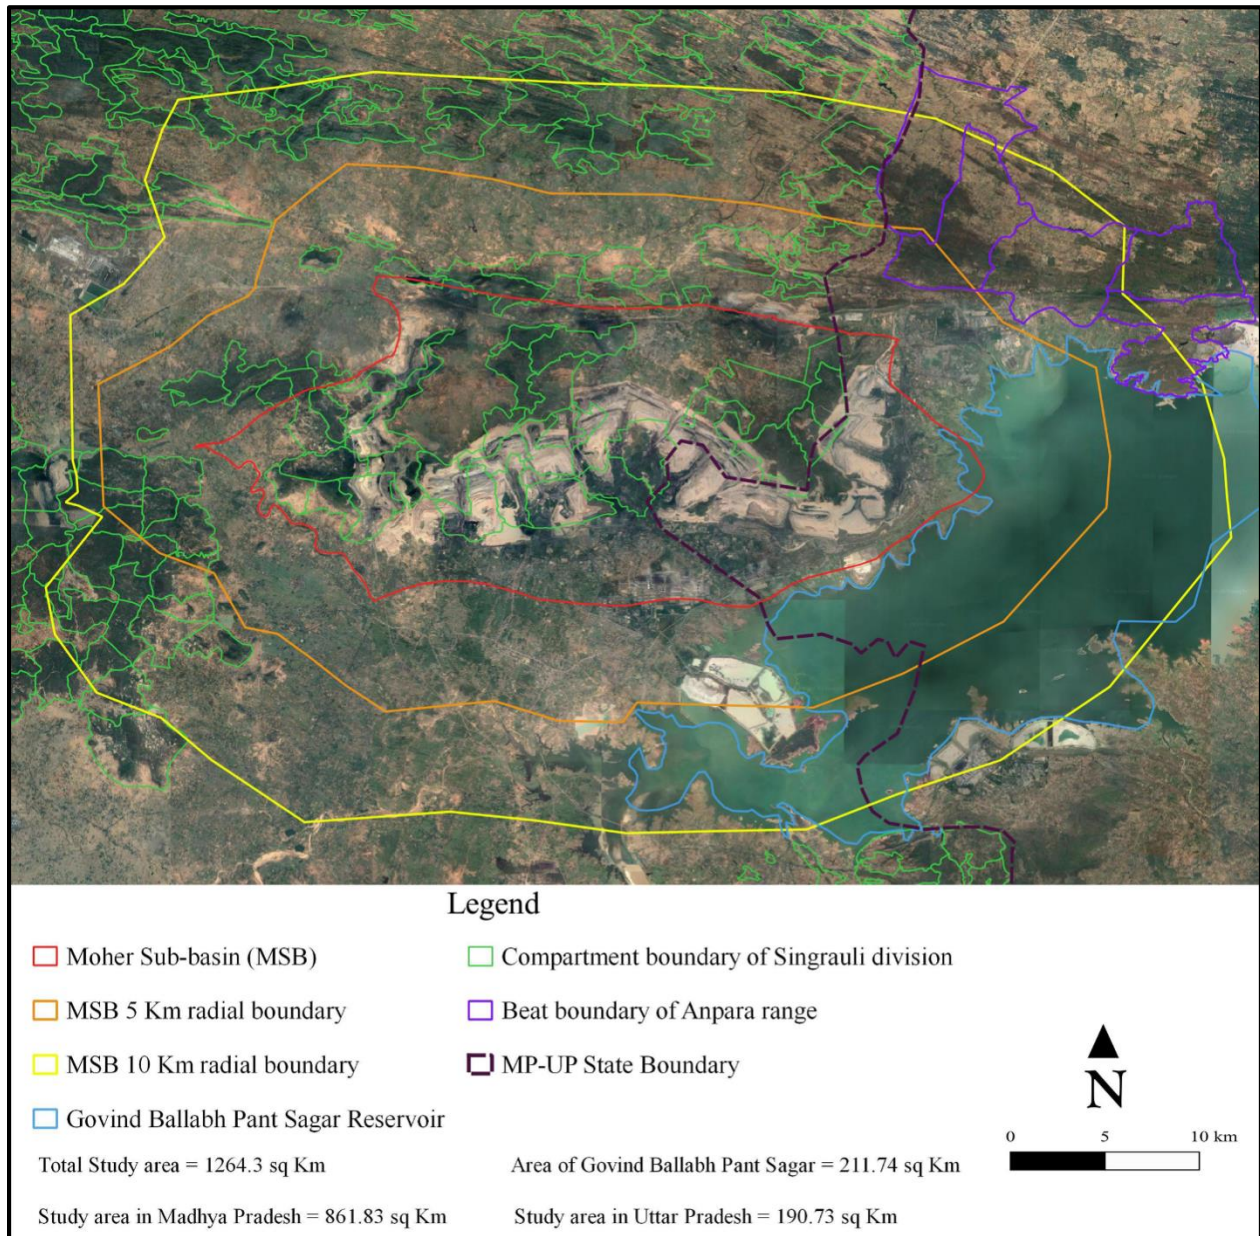 Legend
Moher Sub-basin (MSB)
Compartment boundary of Singrauli division
MSB 5 Km radial boundary
Beat boundary of Anpara range
MSB 10 Km radial boundary
MP-UP State Boundary
Govind Ballabh Pant Sagar Reservoir
N
0 5 10 km
Total Study area = 1264.3 sq Km
Area of Govind Ballabh Pant Sagar = 211.74 sq Km
Study area in Madhya Pradesh = 861.83 sq Km
Study area in Uttar Pradesh = 190.73 sq Km